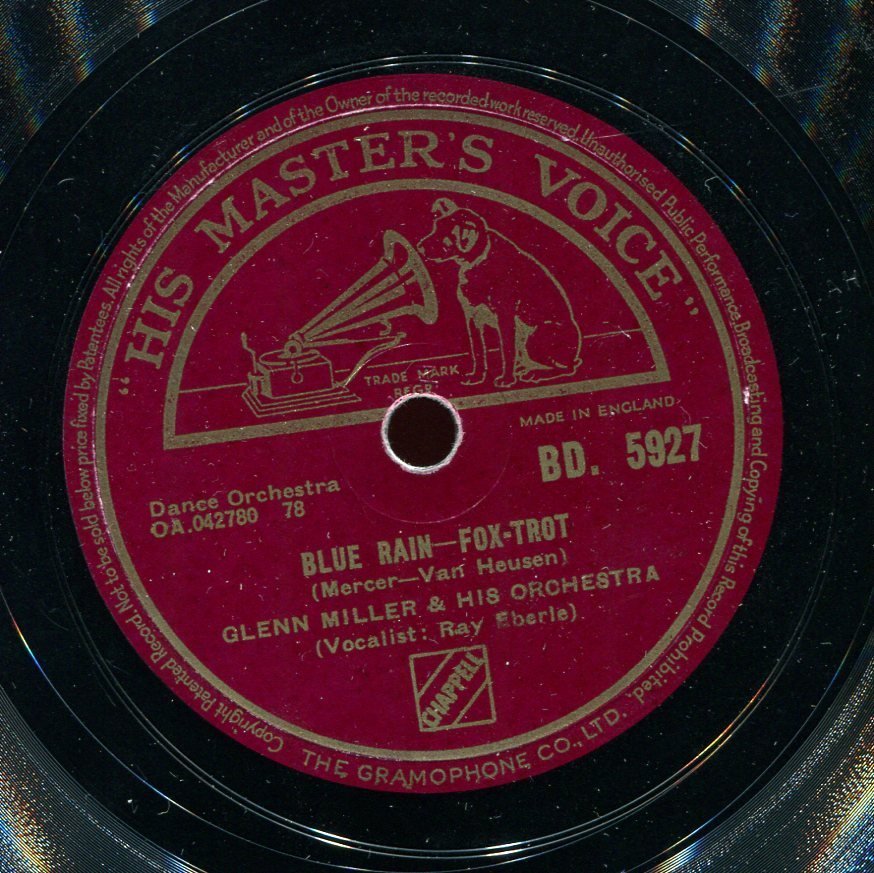 Copyright Patented Record Not to be sold below price fixed by Patentees. All rights of the Manufacturer and of the Owner of the recorded work reserved. Unauthorised Public Performance, Broadcasting and Copying of this Record Prohibited.
"HIS MASTER'S VOICE"
TRADE MARK
REGR.
MADE IN ENGLAND
BD. 5927
Dance Orchestra
OA.042780 78
BLUE RAIN—FOX-TROT
(Mercer—Van Heusen)
GLENN MILLER & HIS ORCHESTRA
(Vocalist: Ray Eberle)
CHAPPELL
THE GRAMOPHONE CO., LTD.